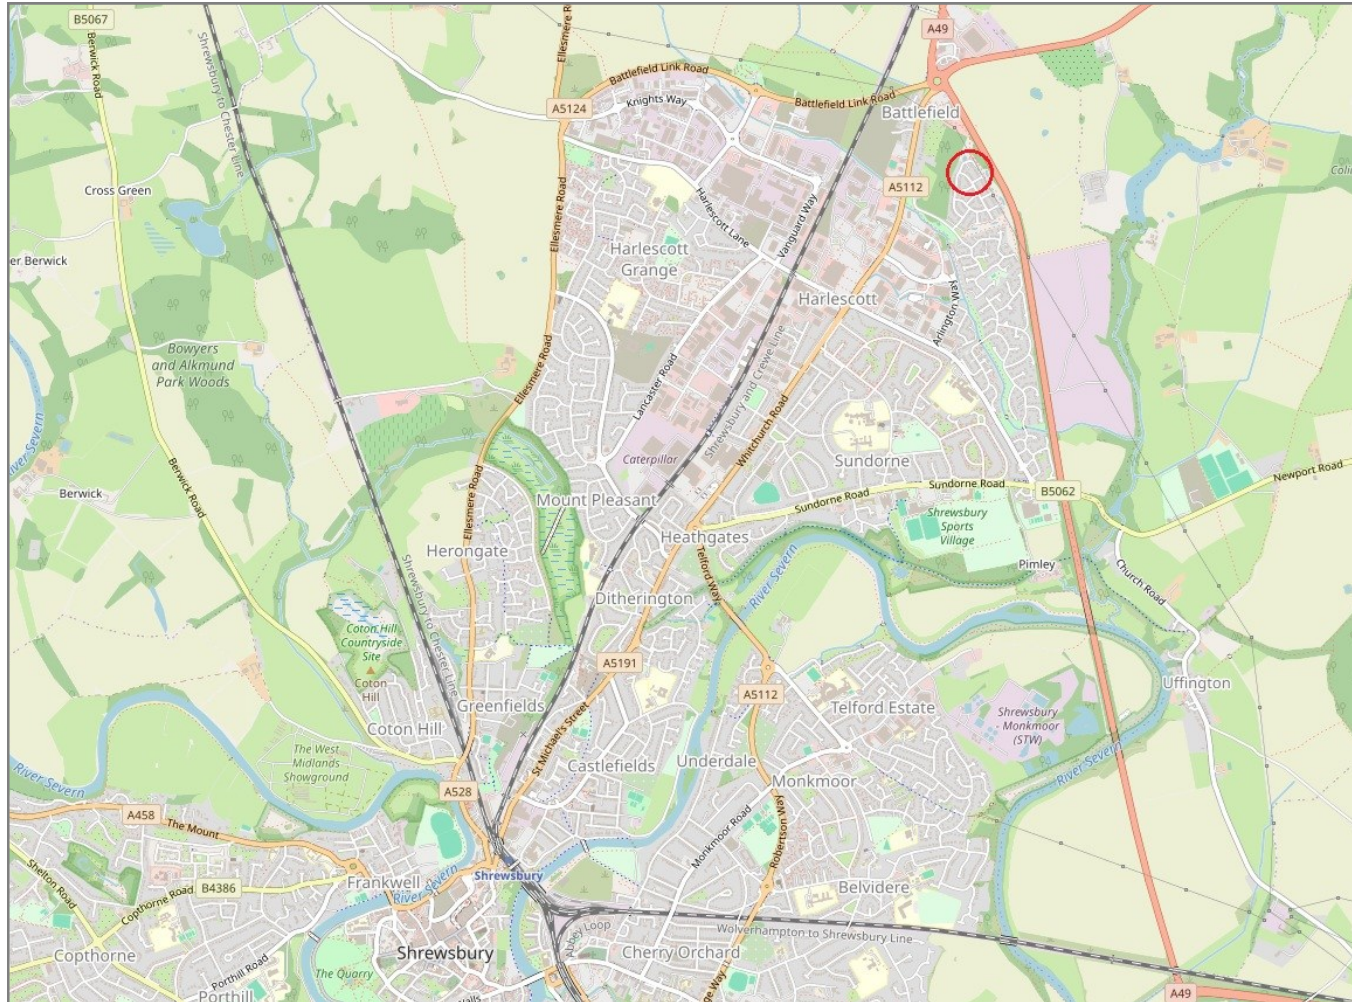 B5067
A49
Ellesmere R
Berwick Road
Shrewsbury to Chester Line
Battlefield Link Road
Knights Way
Battlefield Link Road
A5124
Battlefield
Cross Green
Ellesmere Road
A5112
Harlescott Lane
Vanguard Way
Harlescott
Grange
er Berwick
Harlescott
Arlington Way
Bowyers
and Alkmund
Park Woods
Ellesmere Road
Lancaster Road
Shrewsbury and Crewe Line
Whitchurch Road
River Severn
Caterpillar
Sundorne
Berwick
Berwick Road
Newport Road
Mount Pleasant
Sundorne Road
Sundorne Road
B5062
Ellesmere Road
Shrewsbury
Sports
Village
Herongate
Heathgates
Telford Way
River Severn
Pimley
Church Road
Ditherington
Coton Hill
Countryside
Site
Shrewsbury to Chester Line
A5191
Coton
Hill
Uffington
Greenfields
A5112
Telford Estate
Shrewsbury
- Monkmoor
(STW)
Coton Hill
St Michael's Street
The West
Midlands
Showground
Castlefields
Underdale
Monkmoor
River Severn
River Severn
A528
A458
The Mount
Monkmoor Road
Robertson Way
Shelton Road
Copthorne Road
B4386
Frankwell
River Severn
Shrewsbury
Belvidere
Abbey Loop
Wolverhampton to Shrewsbury Line
Copthorne
Shrewsbury
Cherry Orchard
Porthill Road
The Quarry
Porthill
A49